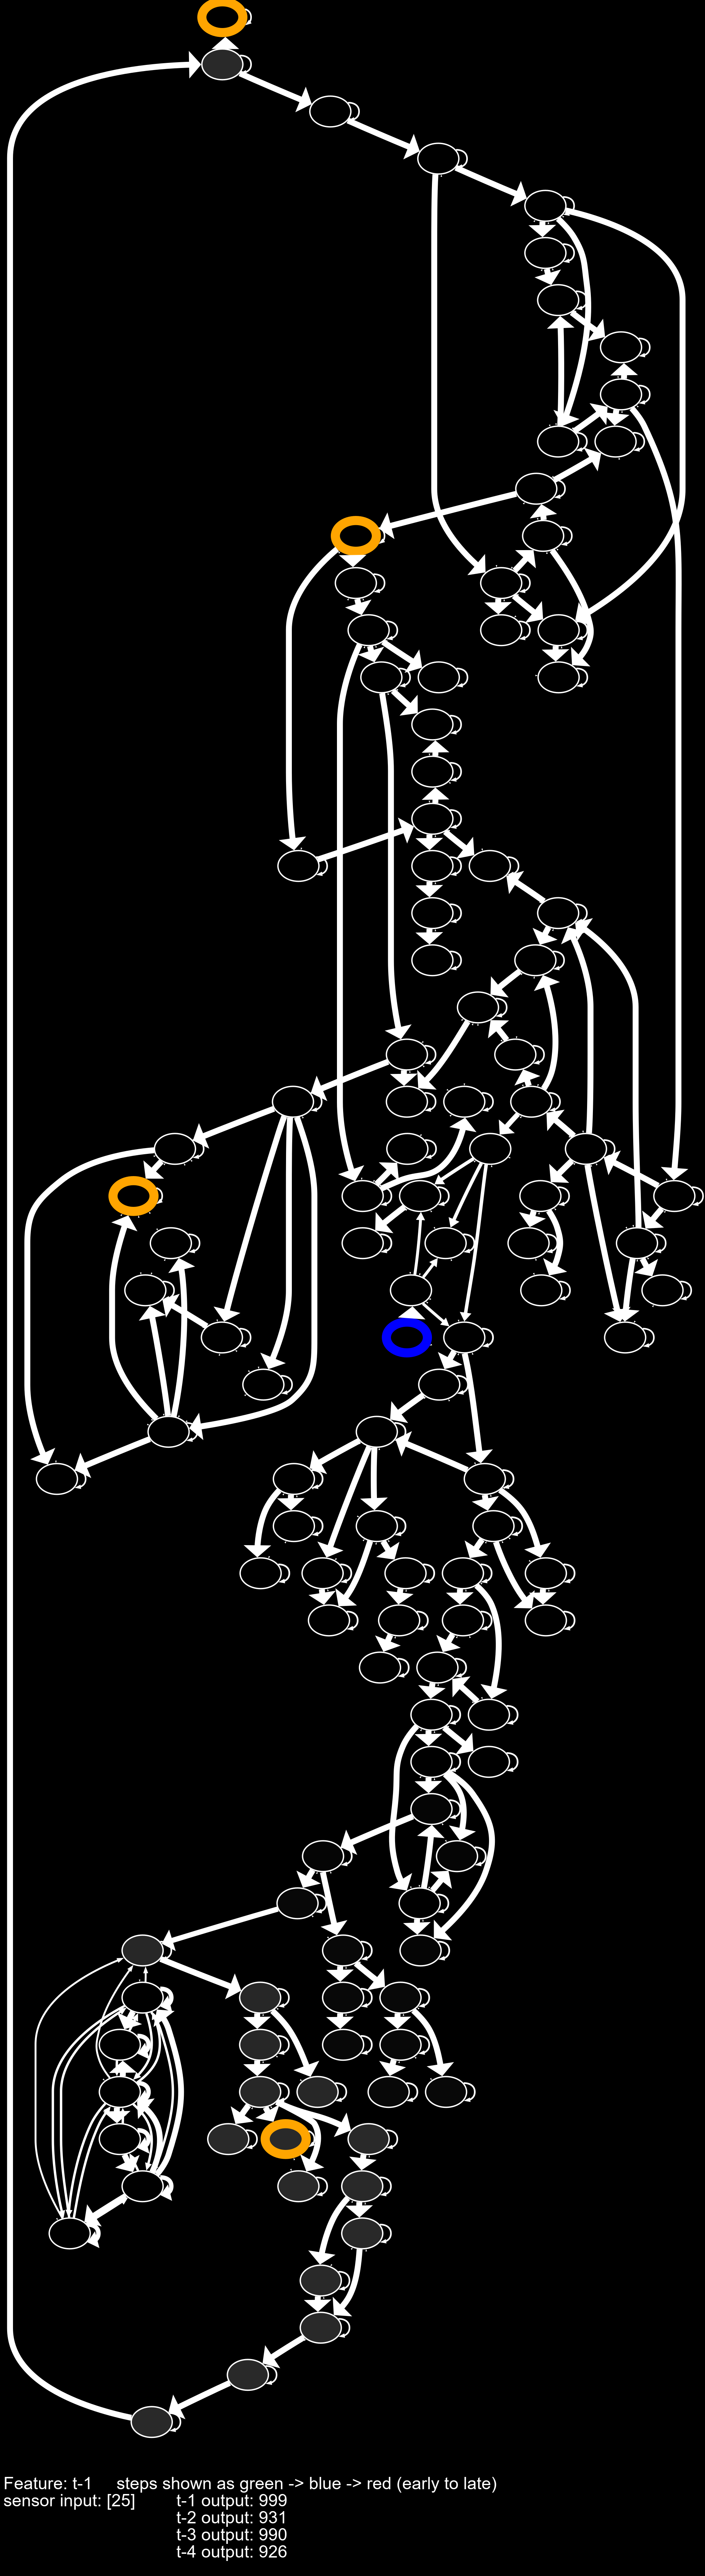 Feature: t-1 steps shown as green -> blue -> red (early to late)
sensor input: [25] t-1 output: 999
t-2 output: 931
t-3 output: 990
t-4 output: 926